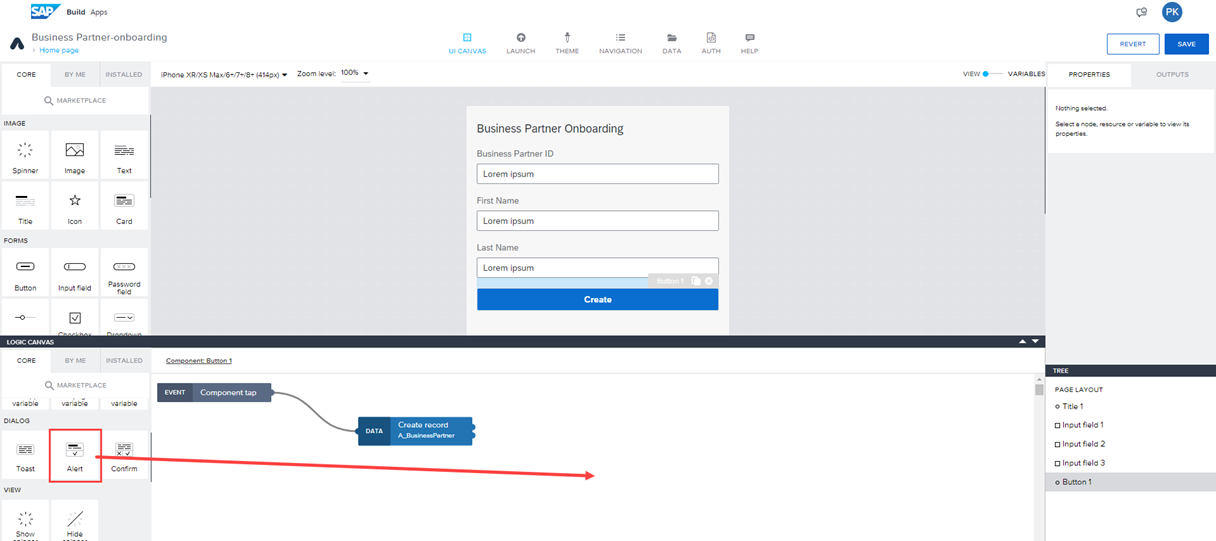 SAP Build Apps
PK
Business Partner-onboarding
‹ Home page
UI CANVAS
LAUNCH
THEME
NAVIGATION
DATA
AUTH
HELP
REVERT
SAVE
CORE
BY ME
INSTALLED
MARKETPLACE
IMAGE
Spinner
Image
Text
Title
Icon
Card
FORMS
Button
Input field
Password
field
Checkbox
Dropdown
iPhone XR/XS Max/6+/7+/8+ (414px)
Zoom level: 100%
VIEW
VARIABLES
Business Partner Onboarding
Business Partner ID
Lorem ipsum
First Name
Lorem ipsum
Last Name
Lorem ipsum
Button 1
Create
PROPERTIES
OUTPUTS
Nothing selected.
Select a node, resource or variable to view its
properties.
LOGIC CANVAS
CORE
BY ME
INSTALLED
MARKETPLACE
variable
variable
variable
DIALOG
Toast
Alert
Confirm
VIEW
Show
Hide
Component: Button 1
EVENT
Component tap
DATA
Create record
A_BusinessPartner
TREE
PAGE LAYOUT
Title 1
Input field 1
Input field 2
Input field 3
Button 1